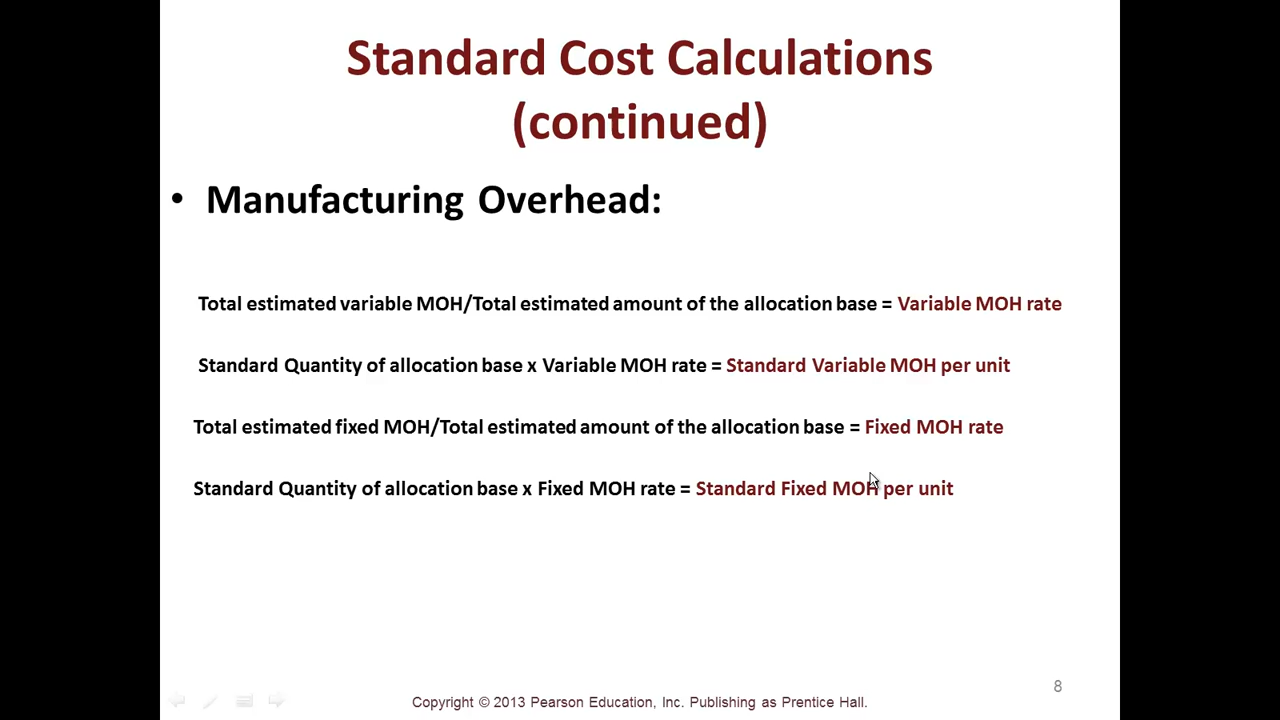 Standard Cost Calculations
(continued)
• Manufacturing Overhead:
Total estimated variable MOH/Total estimated amount of the allocation base = Variable MOH rate
Standard Quantity of allocation base x Variable MOH rate = Standard Variable MOH per unit
Total estimated fixed MOH/Total estimated amount of the allocation base = Fixed MOH rate
Standard Quantity of allocation base x Fixed MOH rate = Standard Fixed MOH per unit
8
Copyright © 2013 Pearson Education, Inc. Publishing as Prentice Hall.